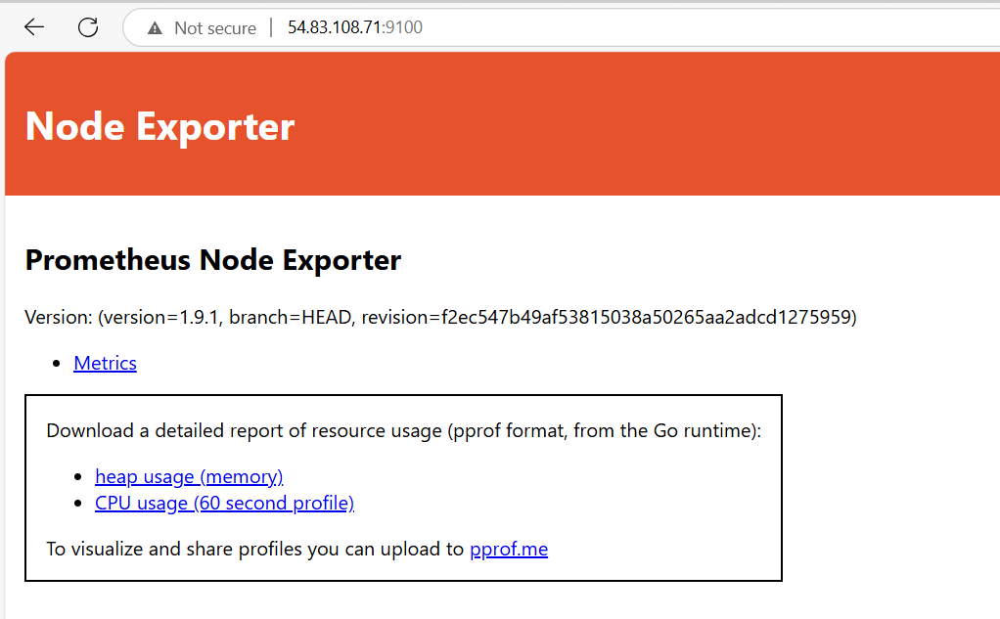 Not secure | 54.83.108.71:9100
Node Exporter
Prometheus Node Exporter
Version: (version=1.9.1, branch=HEAD, revision=f2ec547b49af53815038a50265aa2adcd1275959)
• Metrics
Download a detailed report of resource usage (pprof format, from the Go runtime):
• heap usage (memory)
• CPU usage (60 second profile)
To visualize and share profiles you can upload to pprof.me